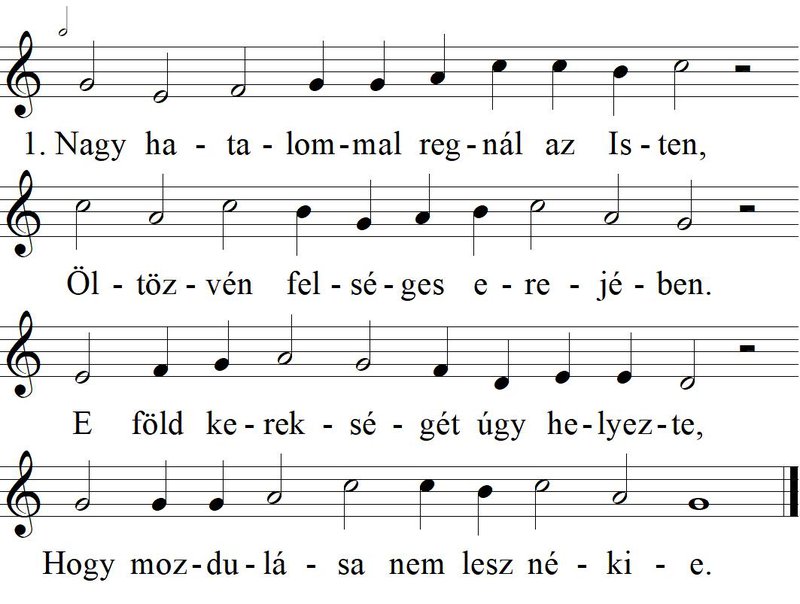 1. Nagy ha - ta - lom - mal reg - nál az Is - ten,
Öl - töz - vén fel - sé - ges e - re - jé - ben.
E föld ke - rek - sé - gét úgy he - lyez - te,
Hogy moz - du - lá - sa nem lesz né - ki - e.